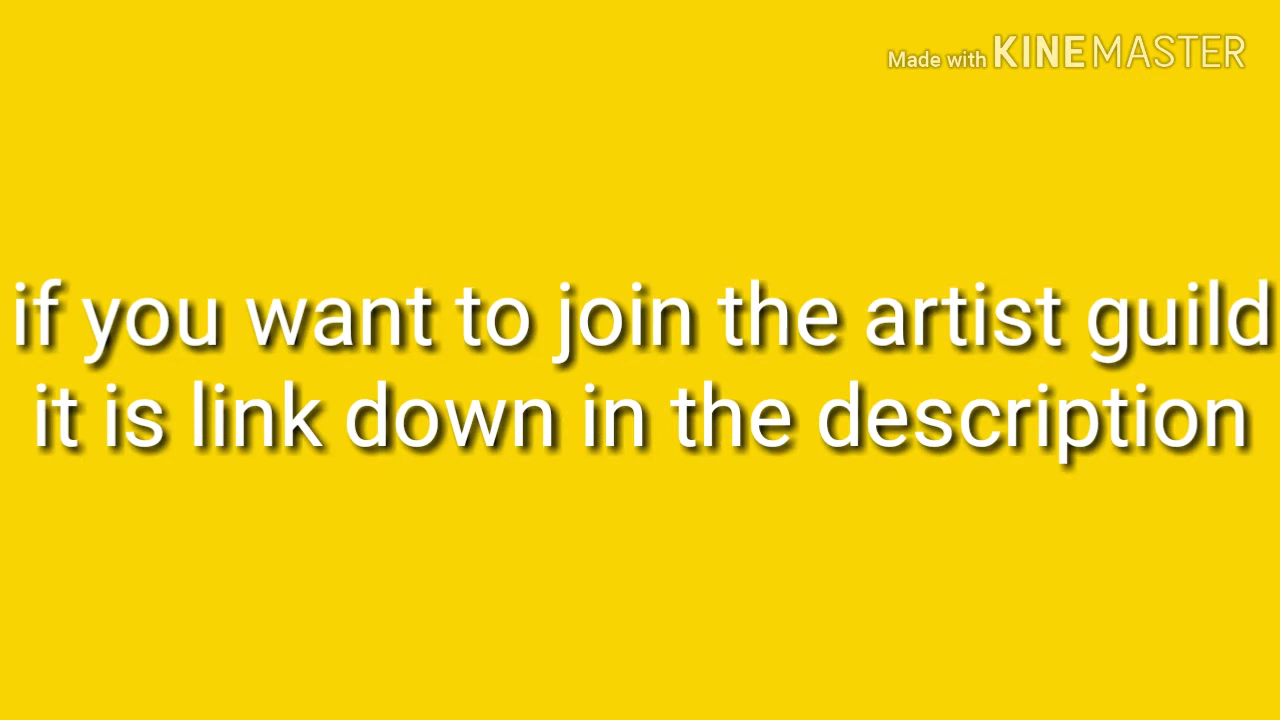 Made with KINEMASTER
if you want to join the artist guild
it is link down in the description